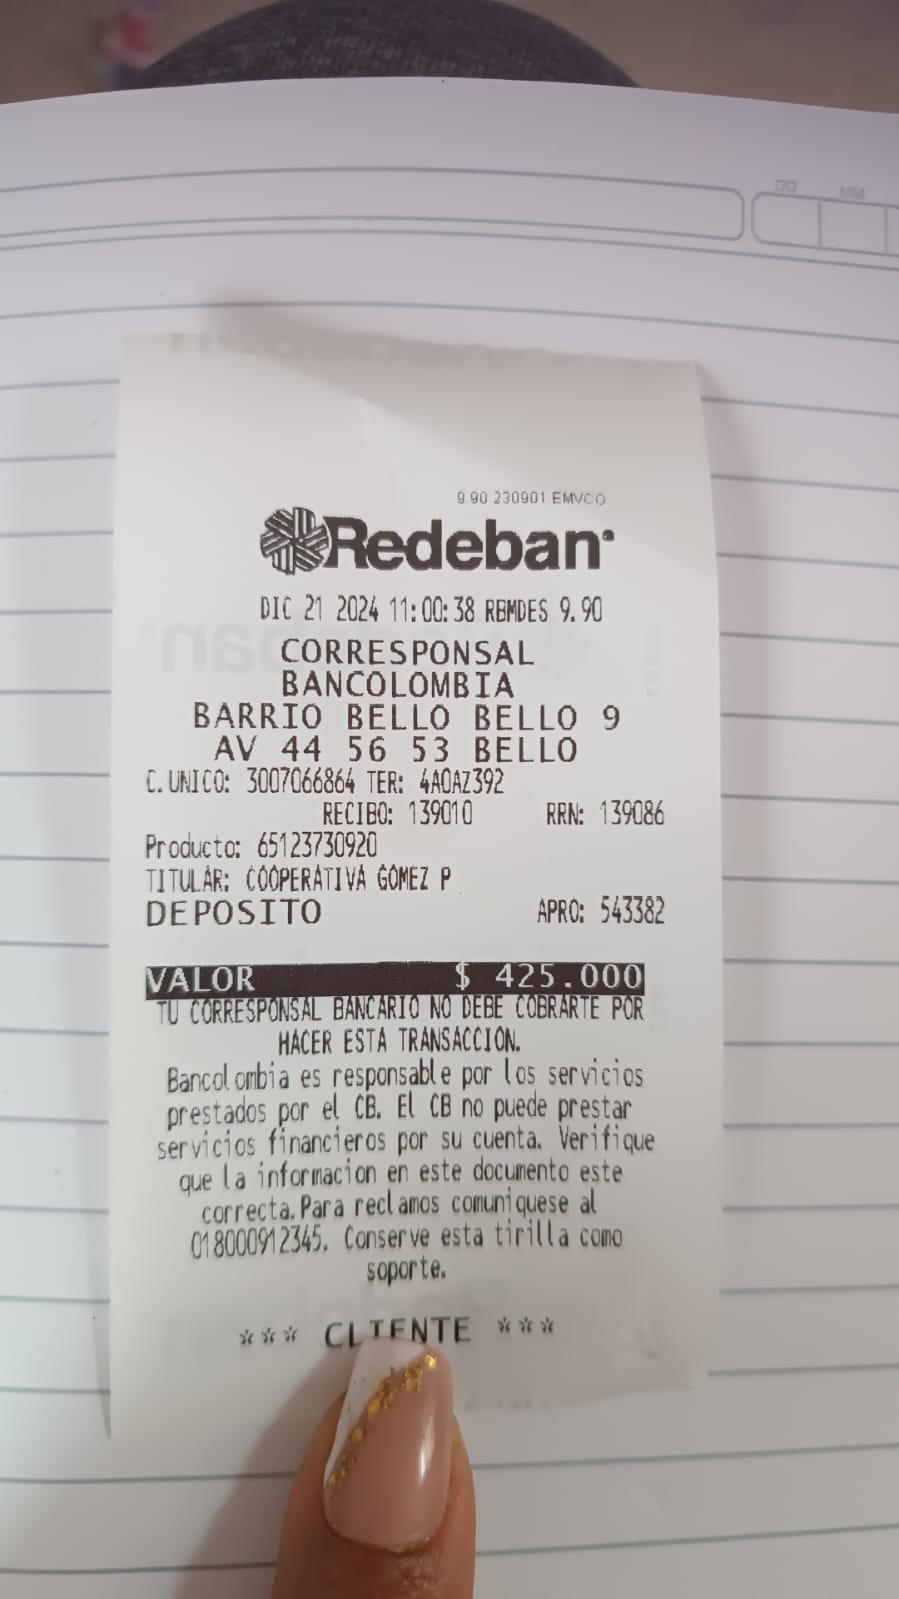 DD MM
9.90 230901 EMVCO
Redeban
DIC 21 2024 11:00:38 RBMDES 9.90
CORRESPONSAL
BANCOLOMBIA
BARRIO BELLO BELLO 9
AV 44 56 53 BELLO
C.UNICO: 3007066864 TER: 4A0AZ392
RECIBO: 139010 RRN: 139086
Producto: 65123730920
TITULAR: COOPERATIVA GOMEZ P
DEPOSITO APRO: 543382
VALOR $ 425.000
TU CORRESPONSAL BANCARIO NO DEBE COBRARTE POR
HACER ESTA TRANSACCION.
Bancolombia es responsable por los servicios
prestados por el CB. El CB no puede prestar
servicios financieros por su cuenta. Verifique
que la informacion en este documento este
correcta.Para reclamos comuniquese al
018000912345. Conserve esta tirilla como
soporte.
*** CLIENTE ***